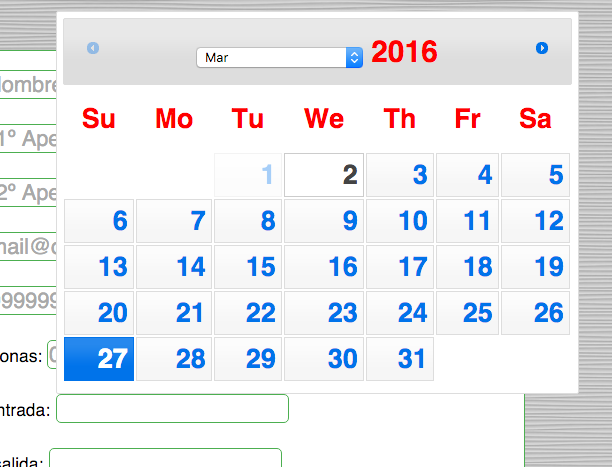 Mar 2016
Su Mo Tu We Th Fr Sa
1 2 3 4 5
6 7 8 9 10 11 12
13 14 15 16 17 18 19
20 21 22 23 24 25 26
27 28 29 30 31
ombre
1º Ape
2º Ape
mail@
99999
onas:
ntrada:
salida: